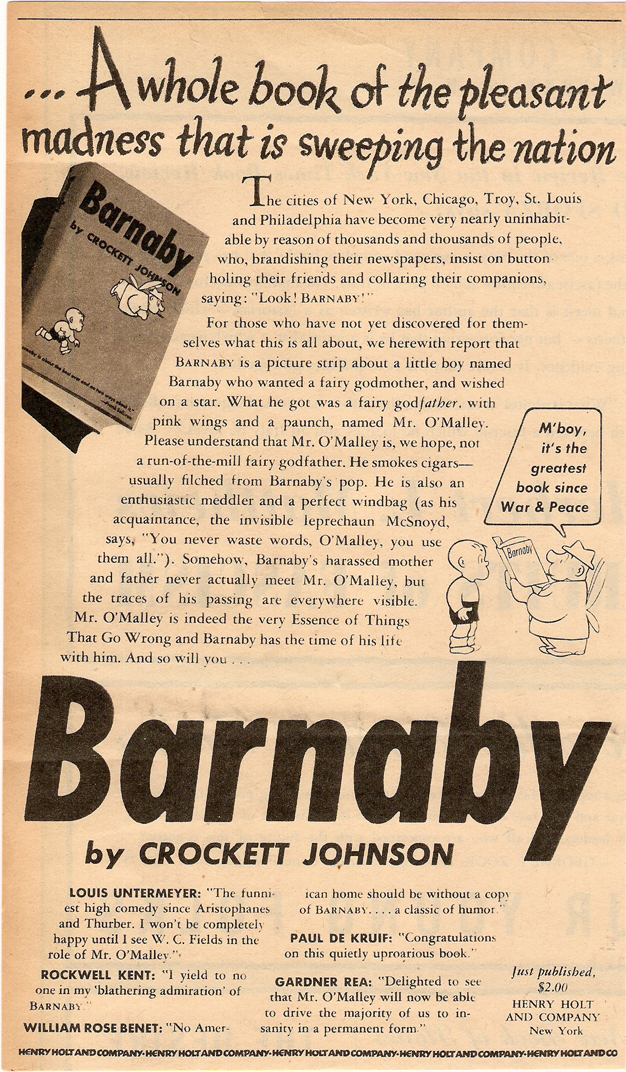 ... A whole book of the pleasant
madness that is sweeping the nation
Barnaby
by CROCKETT JOHNSON
The cities of New York, Chicago, Troy, St. Louis
and Philadelphia have become very nearly uninhabit-
able by reason of thousands and thousands of people,
who, brandishing their newspapers, insist on button
holing their friends and collaring their companions,
saying: "Look! BARNABY!"
For those who have not yet discovered for them-
selves what this is all about, we herewith report that
BARNABY is a picture strip about a little boy named
Barnaby who wanted a fairy godmother, and wished
on a star. What he got was a fairy godfather, with
pink wings and a paunch, named Mr. O'Malley.
Please understand that Mr. O'Malley is, we hope, not
a run-of-the-mill fairy godfather. He smokes cigars—
usually filched from Barnaby's pop. He is also an
enthusiastic meddler and a perfect windbag (as his
acquaintance, the invisible leprechaun McSnoyd,
says, "You never waste words, O'Malley, you use
them all."). Somehow, Barnaby's harassed mother
and father never actually meet Mr. O'Malley, but
the traces of his passing are everywhere visible.
Mr. O'Malley is indeed the very Essence of Things
That Go Wrong and Barnaby has the time of his life
with him. And so will you . . .
M'boy,
it's the
greatest
book since
War & Peace
Barnaby
Barnaby
by CROCKETT JOHNSON
LOUIS UNTERMEYER: "The funni-
est high comedy since Aristophanes
and Thurber. I won't be completely
happy until I see W. C. Fields in the
role of Mr. O'Malley."
ROCKWELL KENT: "I yield to no
one in my 'blathering admiration' of
BARNABY."
WILLIAM ROSE BENET: "No Amer-
ican home should be without a copy
of BARNABY. . . . a classic of humor."
PAUL DE KRUIF: "Congratulations
on this quietly uproarious book."
GARDNER REA: "Delighted to see
that Mr. O'Malley will now be able
to drive the majority of us to in-
sanity in a permanent form."
Just published,
$2.00
HENRY HOLT
AND COMPANY
New York
HENRY HOLT AND COMPANY·HENRY HOLT AND COMPANY·HENRY HOLT AND COMPANY·HENRY HOLT AND COMPANY·HENRY HOLT AND CO